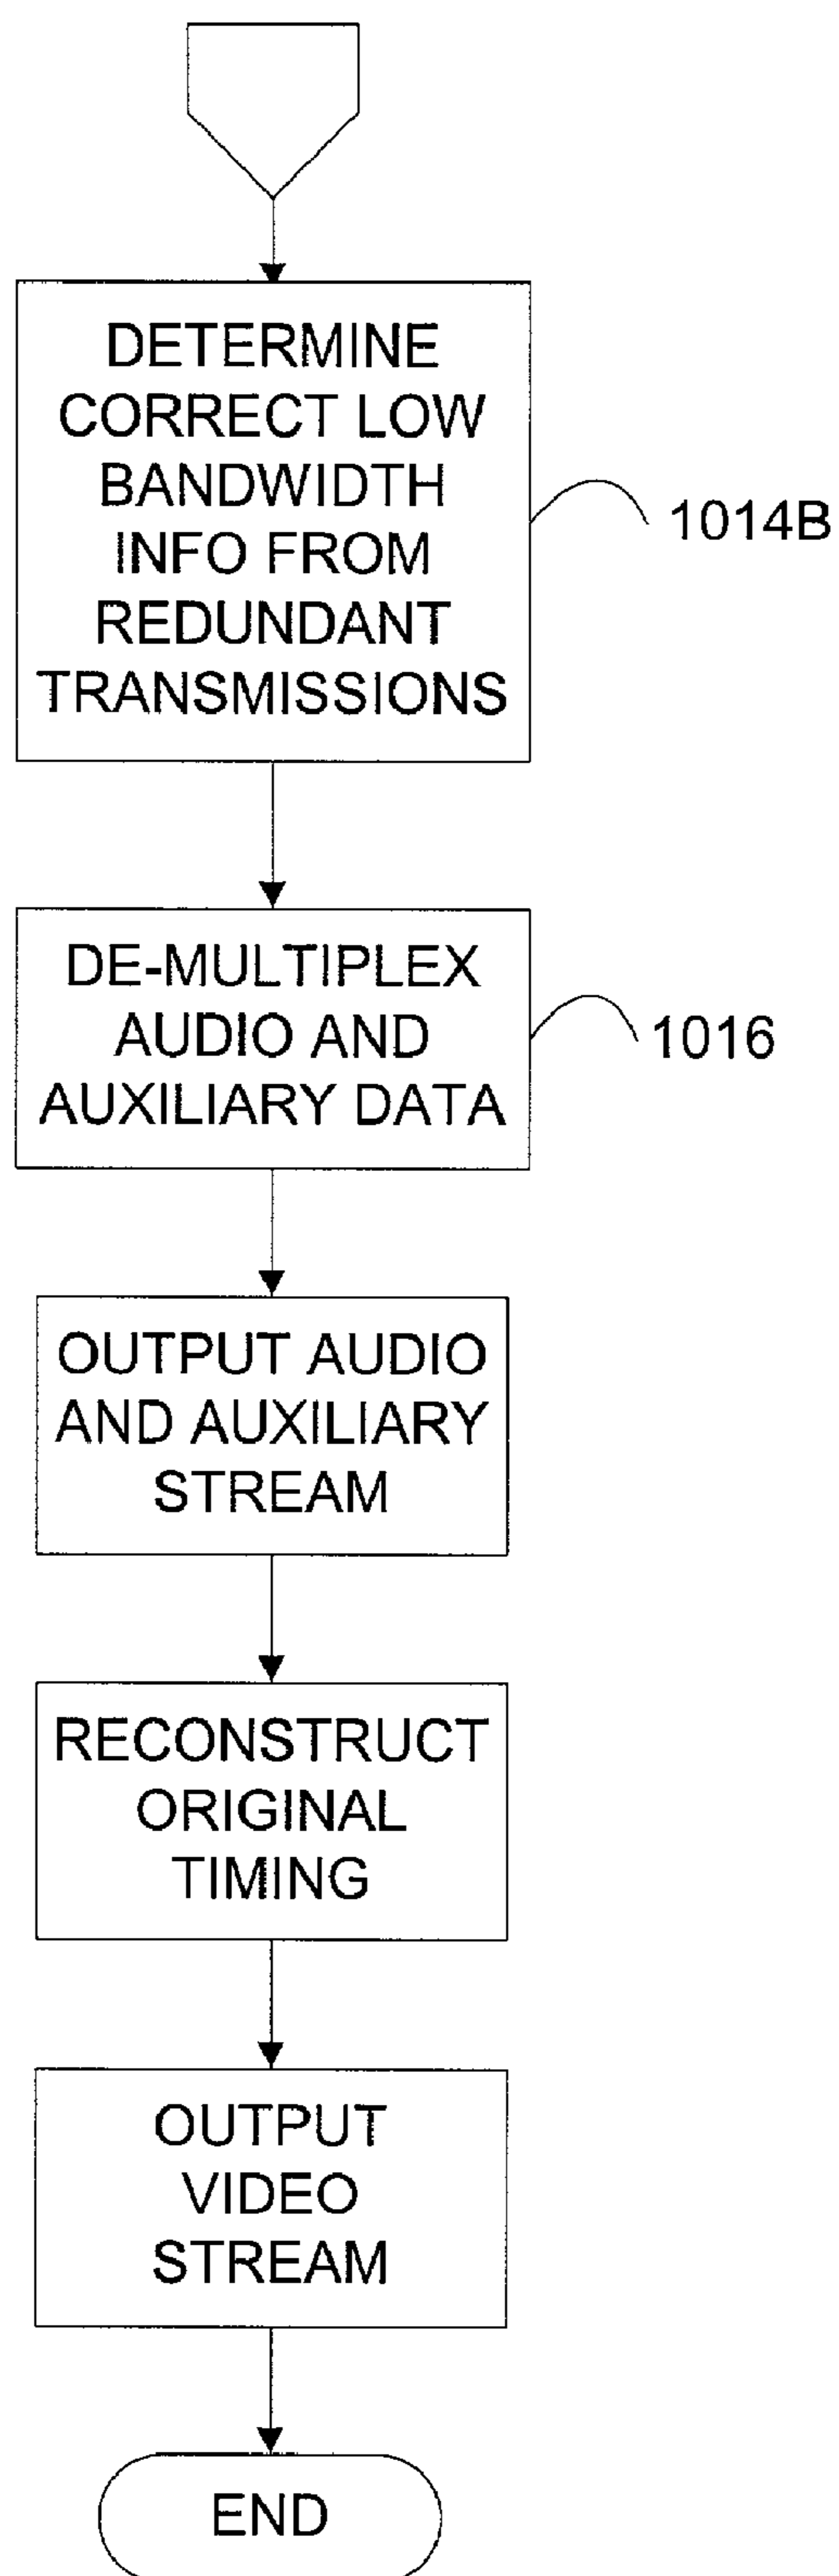 DETERMINE
CORRECT LOW
BANDWIDTH
INFO FROM
REDUNDANT
TRANSMISSIONS
1014B
DE-MULTIPLEX
AUDIO AND
AUXILIARY DATA
1016
OUTPUT AUDIO
AND AUXILIARY
STREAM
RECONSTRUCT
ORIGINAL
TIMING
OUTPUT
VIDEO
STREAM
END